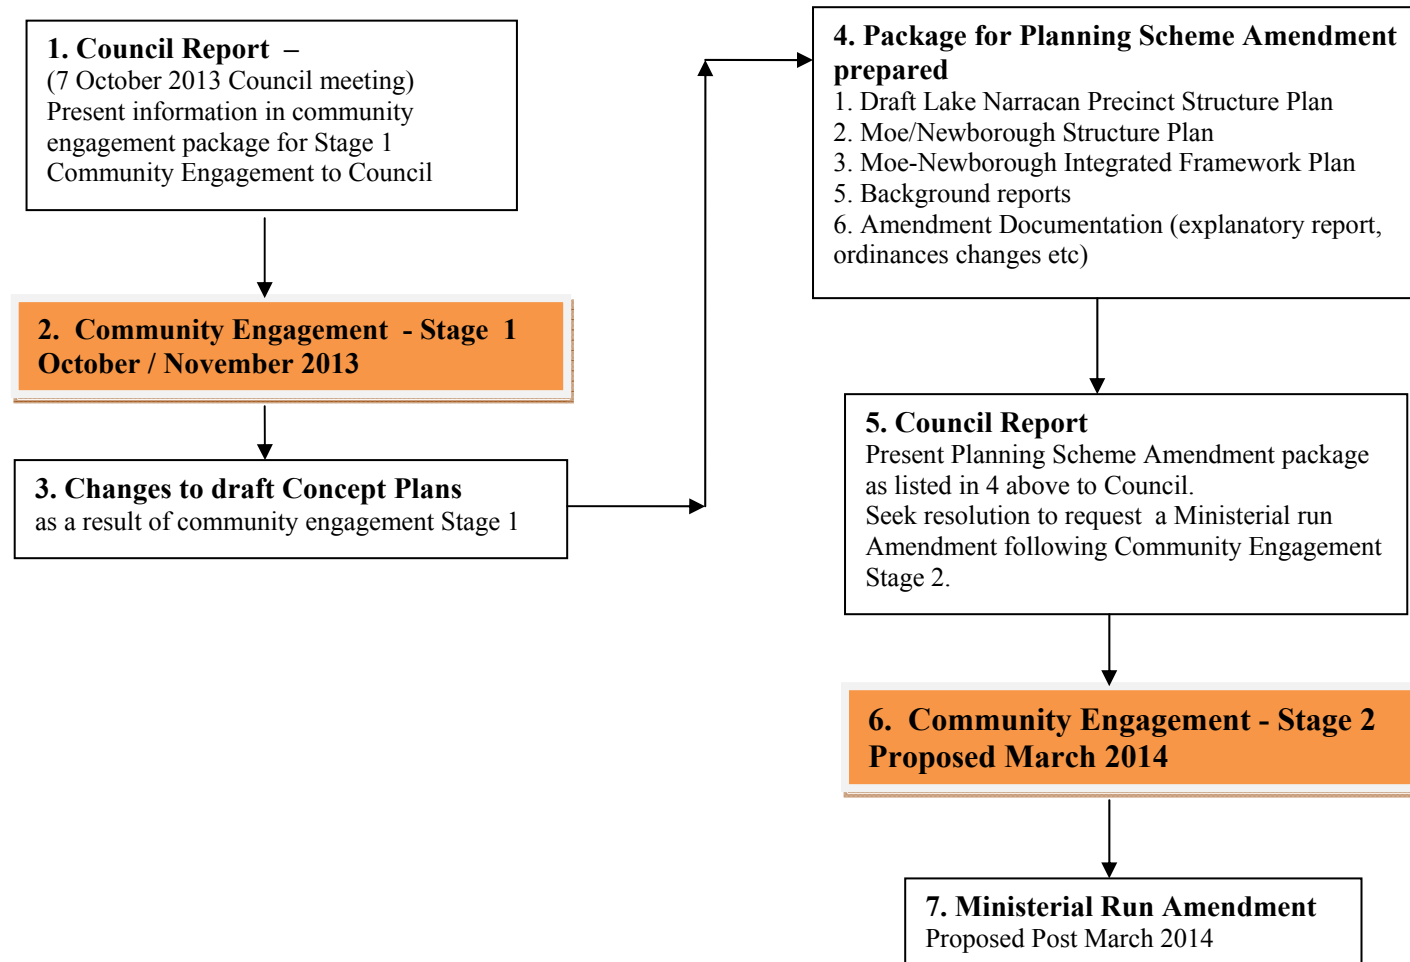 1. Council Report –
(7 October 2013 Council meeting)
Present information in community
engagement package for Stage 1
Community Engagement to Council
2. Community Engagement - Stage 1
October / November 2013
3. Changes to draft Concept Plans
as a result of community engagement Stage 1
4. Package for Planning Scheme Amendment
prepared
1. Draft Lake Narracan Precinct Structure Plan
2. Moe/Newborough Structure Plan
3. Moe-Newborough Integrated Framework Plan
5. Background reports
6. Amendment Documentation (explanatory report,
ordinances changes etc)
5. Council Report
Present Planning Scheme Amendment package
as listed in 4 above to Council.
Seek resolution to request a Ministerial run
Amendment following Community Engagement
Stage 2.
6. Community Engagement - Stage 2
Proposed March 2014
7. Ministerial Run Amendment
Proposed Post March 2014